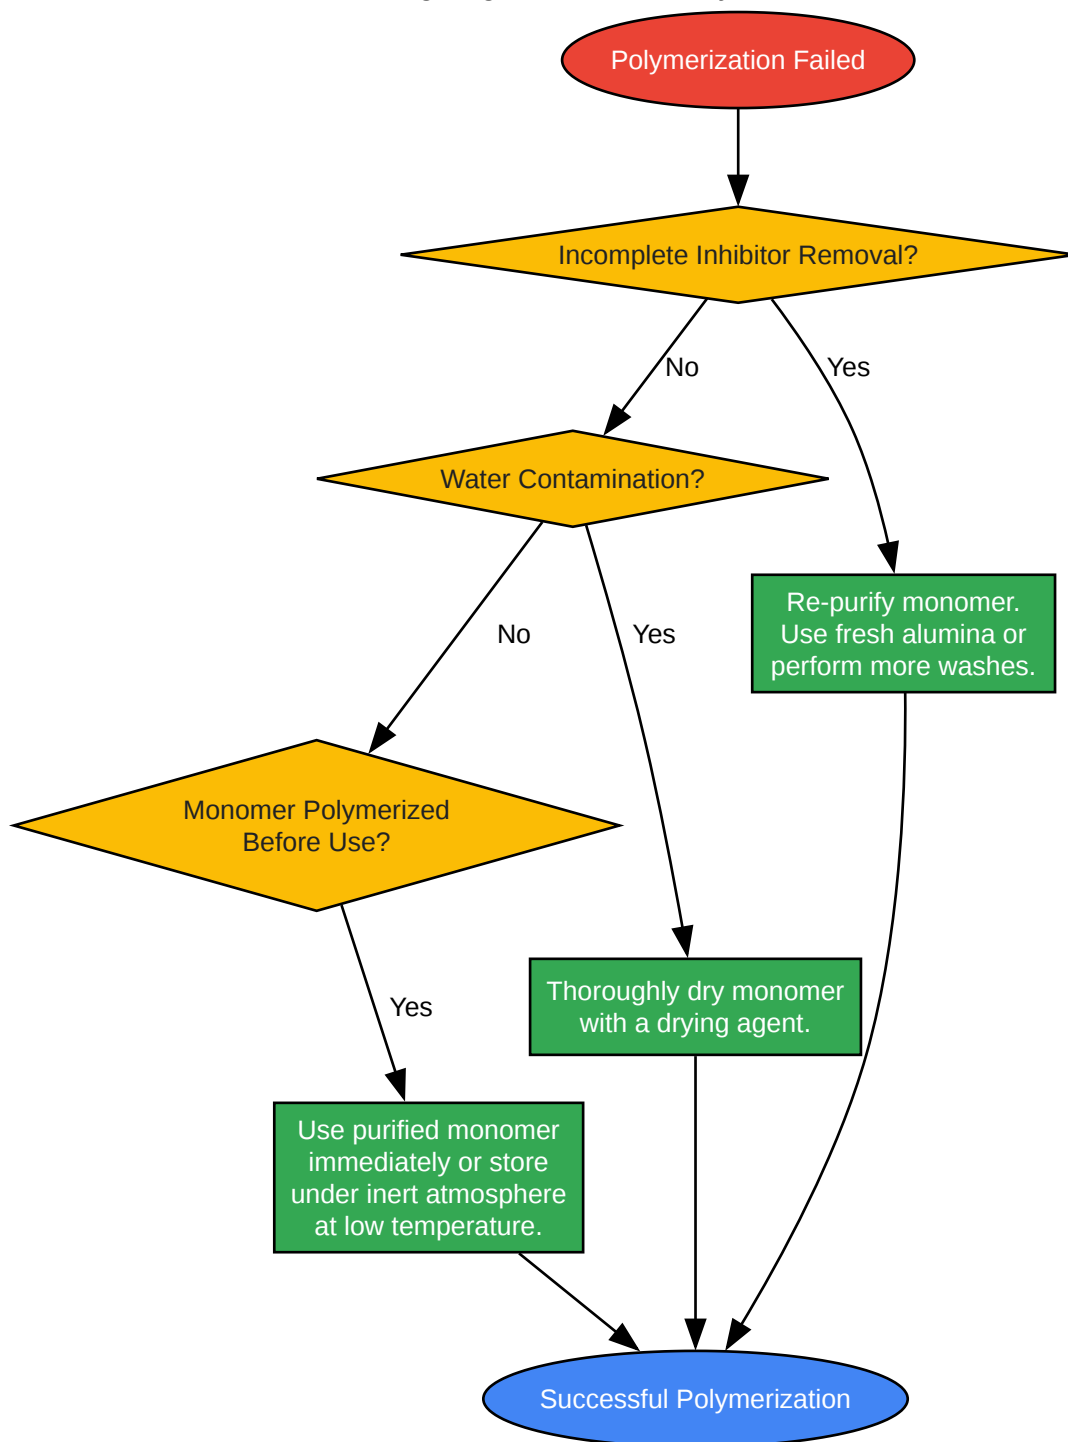 Polymerization Failed
Incomplete Inhibitor Removal?
No
Yes
Water Contamination?
No
Yes
Re-purify monomer.
Use fresh alumina or
perform more washes.
Monomer Polymerized
Before Use?
Yes
Thoroughly dry monomer
with a drying agent.
Use purified monomer
immediately or store
under inert atmosphere
at low temperature.
Successful Polymerization